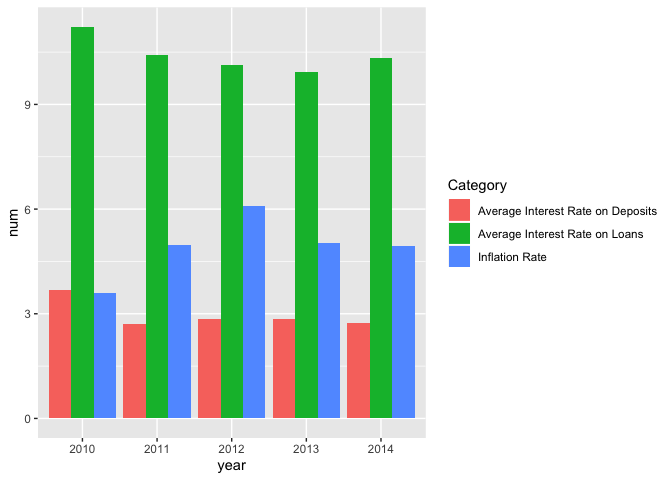 9
6
3
0
num
2010 2011 2012 2013 2014
year
Category
Average Interest Rate on Deposits
Average Interest Rate on Loans
Inflation Rate